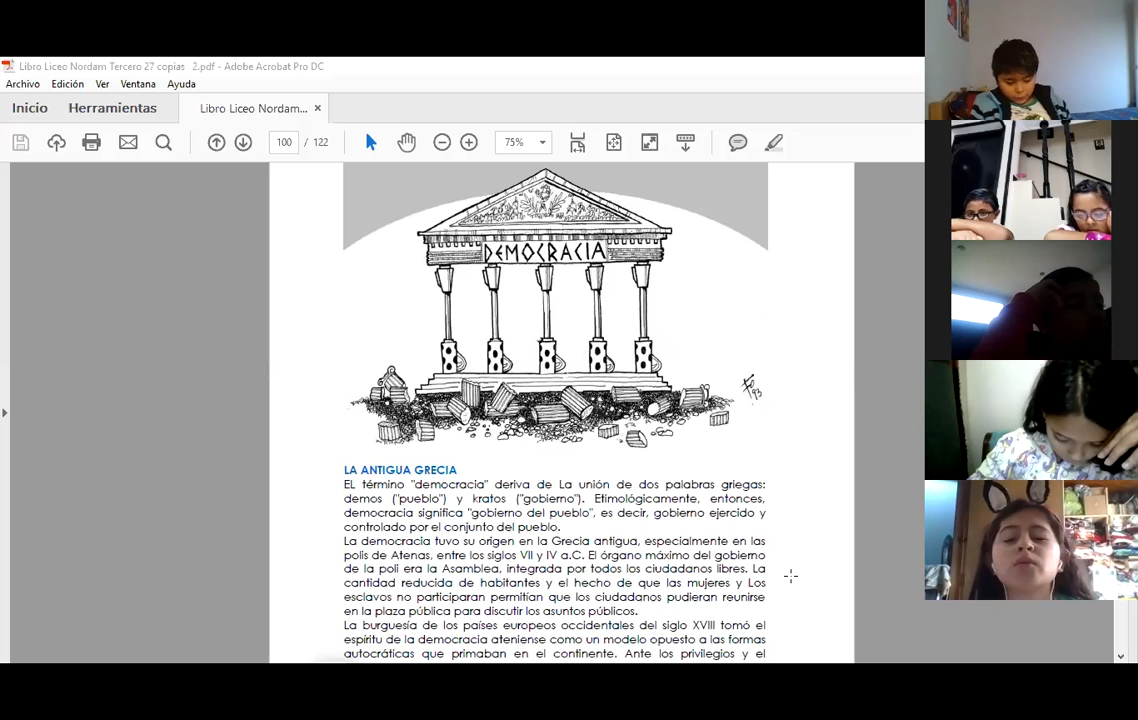 Libro Liceo Nordam Tercero 27 copias 2.pdf - Adobe Acrobat Pro DC
Archivo Edición Ver Ventana Ayuda
Inicio Herramientas Libro Liceo Nordam... ×
100 / 122 75%
DEMOCRACIA
93
LA ANTIGUA GRECIA
EL término "democracia" deriva de La unión de dos palabras griegas:
demos ("pueblo") y kratos ("gobierno"). Etimológicamente, entonces,
democracia significa "gobierno del pueblo", es decir, gobierno ejercido y
controlado por el conjunto del pueblo.
La democracia tuvo su origen en la Grecia antigua, especialmente en las
polis de Atenas, entre los siglos VII y IV a.C. El órgano máximo del gobierno
de la poli era la Asamblea, integrada por todos los ciudadanos libres. La
cantidad reducida de habitantes y el hecho de que las mujeres y Los
esclavos no participaran permitían que los ciudadanos pudieran reunirse
en la plaza pública para discutir los asuntos públicos.
La burguesía de los países europeos occidentales del siglo XVIII tomó el
espíritu de la democracia ateniense como un modelo opuesto a las formas
autocráticas que primaban en el continente. Ante los privilegios y el